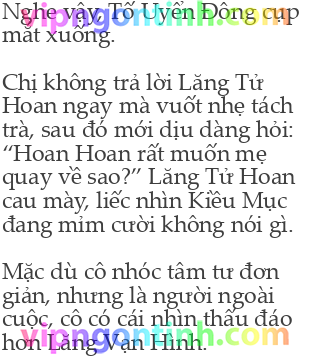 Nghe vậy, Tố Uyển Đông cụp
mắt xuống.
Chị không trả lời Lăng Tử
Hoan ngay mà vuốt nhẹ tách
trà, sau đó mới dịu dàng hỏi:
“Hoan Hoan rất muốn mẹ
quay về sao?” Lăng Tử Hoan
cau mày, liếc nhìn Kiều Mục
đang mỉm cười không nói gì.
Mặc dù cô nhóc tâm tư đơn
giản, nhưng là người ngoài
cuộc, cô có cái nhìn thấu đáo
hơn Lăng Vạn Hình.
vipngontinh.com
vipngontinh.com